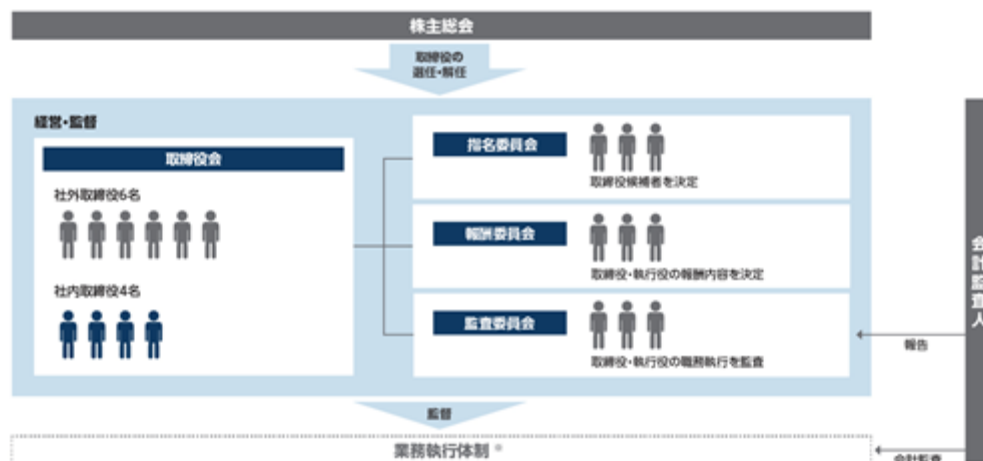 株主総会
取締役の
選任・解任
経営・監督
取締役会
社外取締役6名
社内取締役4名
指名委員会
取締役候補者を決定
報酬委員会
取締役・執行役の報酬内容を決定
監査委員会
取締役・執行役の職務執行を監査
会計監査人
報告
監督
業務執行体制
会計監査